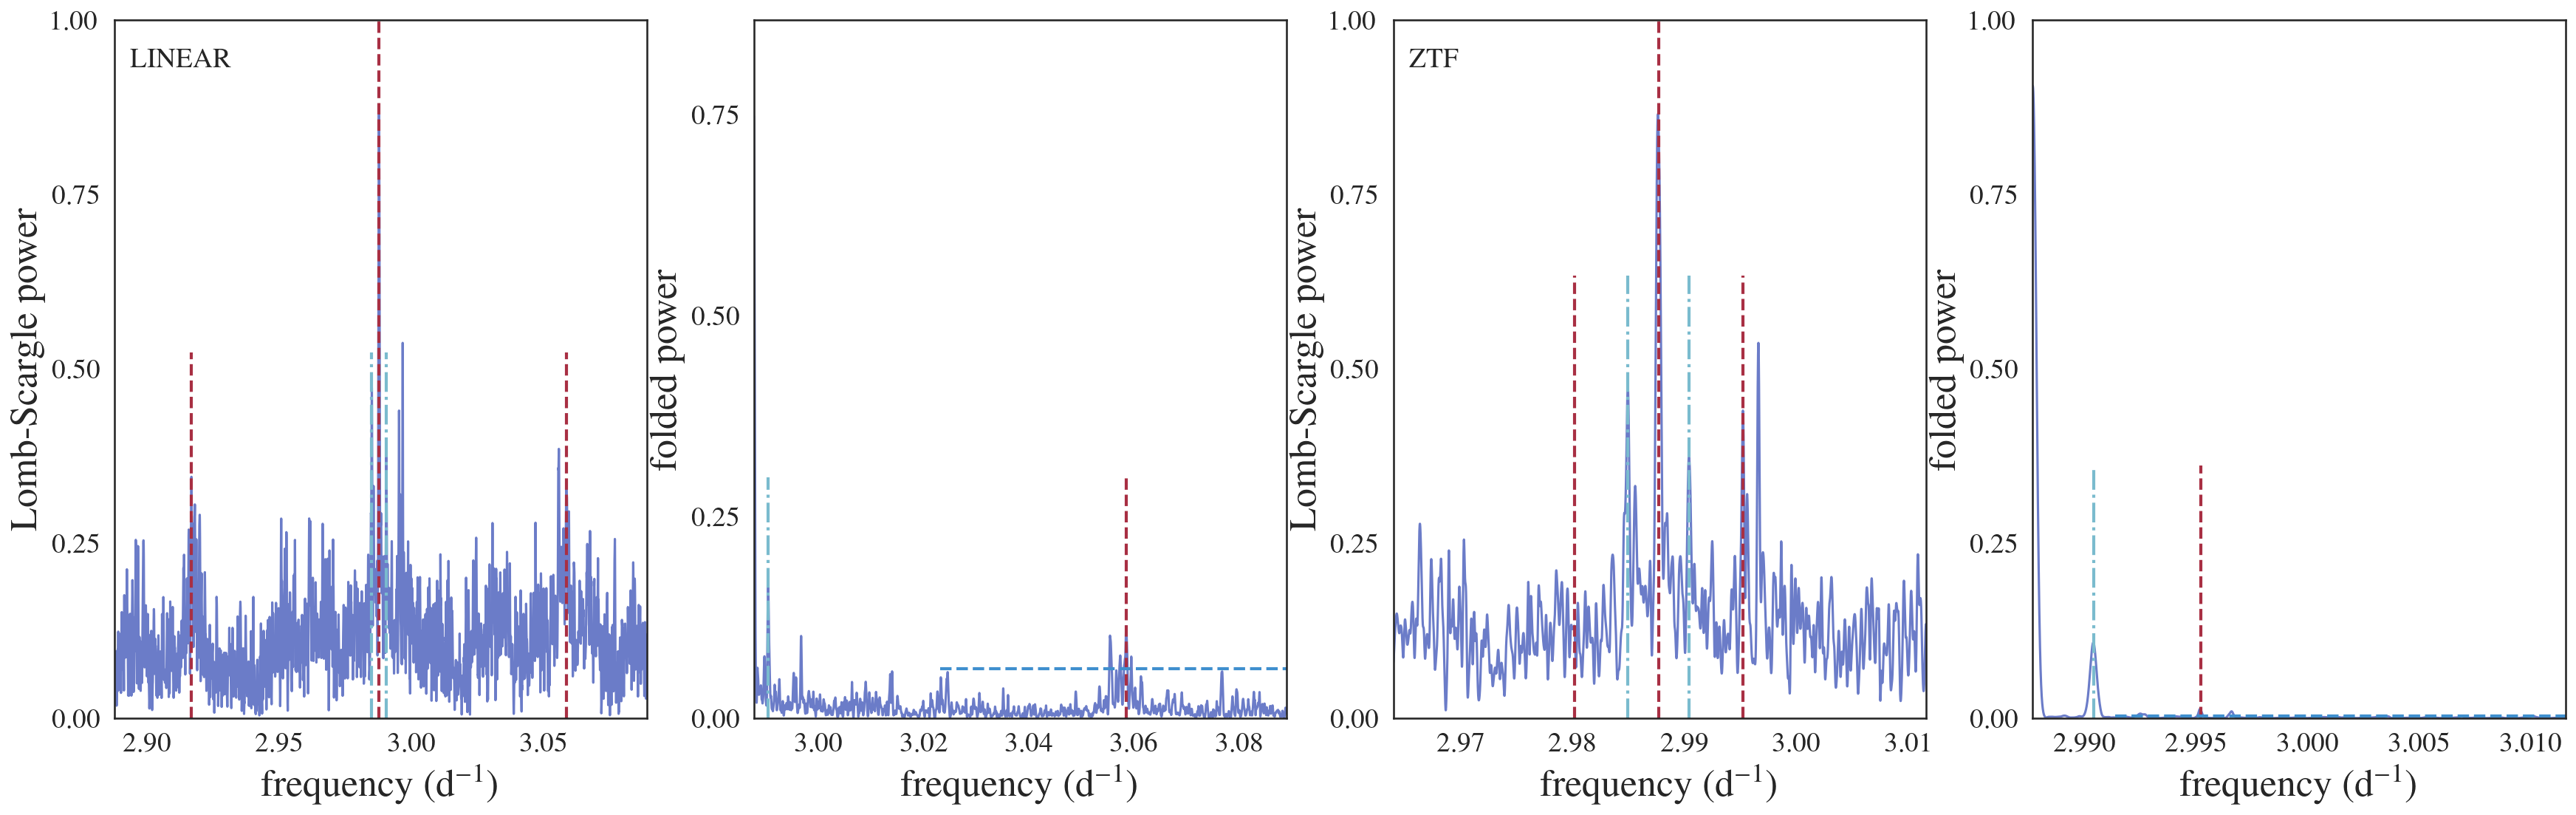 LINEAR
Lomb-Scargle power
1.00
0.75
0.50
0.25
0.00
2.90 2.95 3.00 3.05
frequency (d⁻¹)
folded power
0.75
0.50
0.25
0.00
3.00 3.02 3.04 3.06 3.08
frequency (d⁻¹)
ZTF
Lomb-Scargle power
1.00
0.75
0.50
0.25
0.00
2.97 2.98 2.99 3.00 3.01
frequency (d⁻¹)
folded power
1.00
0.75
0.50
0.25
0.00
2.990 2.995 3.000 3.005 3.010
frequency (d⁻¹)